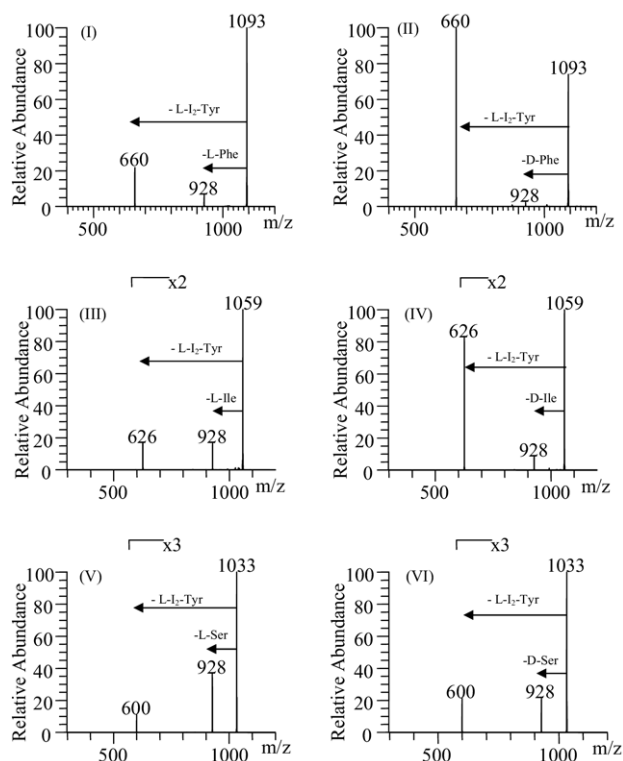 (I)
1093
100
80
60
40
20
0
Relative Abundance
- L-I₂-Tyr
-L-Phe
660
928
500
1000
m/z
(II)
660
1093
100
80
60
40
20
0
Relative Abundance
- L-I₂-Tyr
-D-Phe
928
500
1000
m/z
x2
(III)
1059
100
80
60
40
20
0
Relative Abundance
- L-I₂-Tyr
-L-Ile
626
928
500
1000
m/z
x2
(IV)
1059
626
100
80
60
40
20
0
Relative Abundance
- L-I₂-Tyr
-D-Ile
928
500
1000
m/z
x3
(V)
1033
100
80
60
40
20
0
Relative Abundance
- L-I₂-Tyr
-L-Ser
928
600
500
1000
m/z
x3
(VI)
1033
100
80
60
40
20
0
Relative Abundance
- L-I₂-Tyr
-D-Ser
600
928
500
1000
m/z